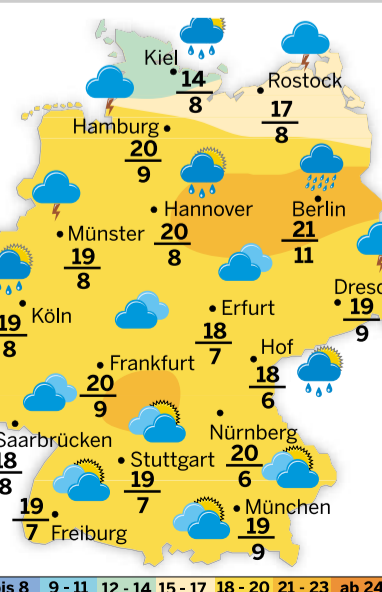 Kiel
14
8
Rostock
17
8
Hamburg
20
9
Hannover
20
8
Berlin
21
11
Münster
19
8
Köln
19
8
Erfurt
18
7
Dresd
19
9
Hof
18
6
Frankfurt
20
9
Nürnberg
20
6
Saarbrücken
18
8
Stuttgart
19
7
München
19
9
Freiburg
19
7
bis 8 9 - 11 12 - 14 15 - 17 18 - 20 21 - 23 ab 24